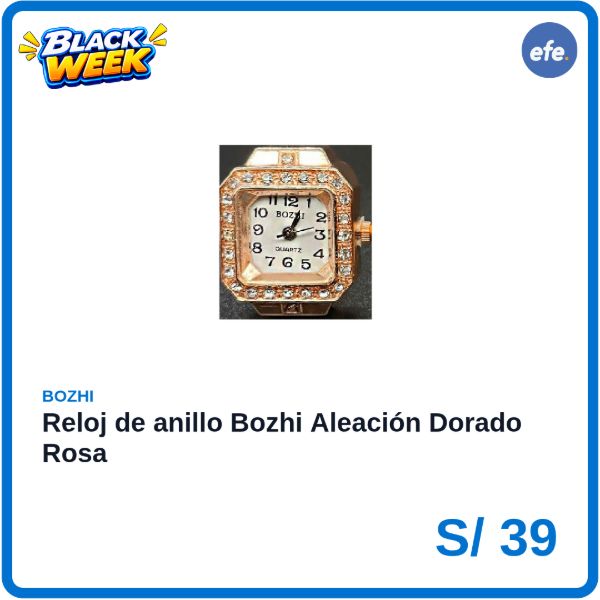 BLACK
WEEK
efe.
11 12 1
10 BOZHI 2
9 3
8 QUARTZ 4
7 6 5
BOZHI
Reloj de anillo Bozhi Aleación Dorado
Rosa
S/ 39